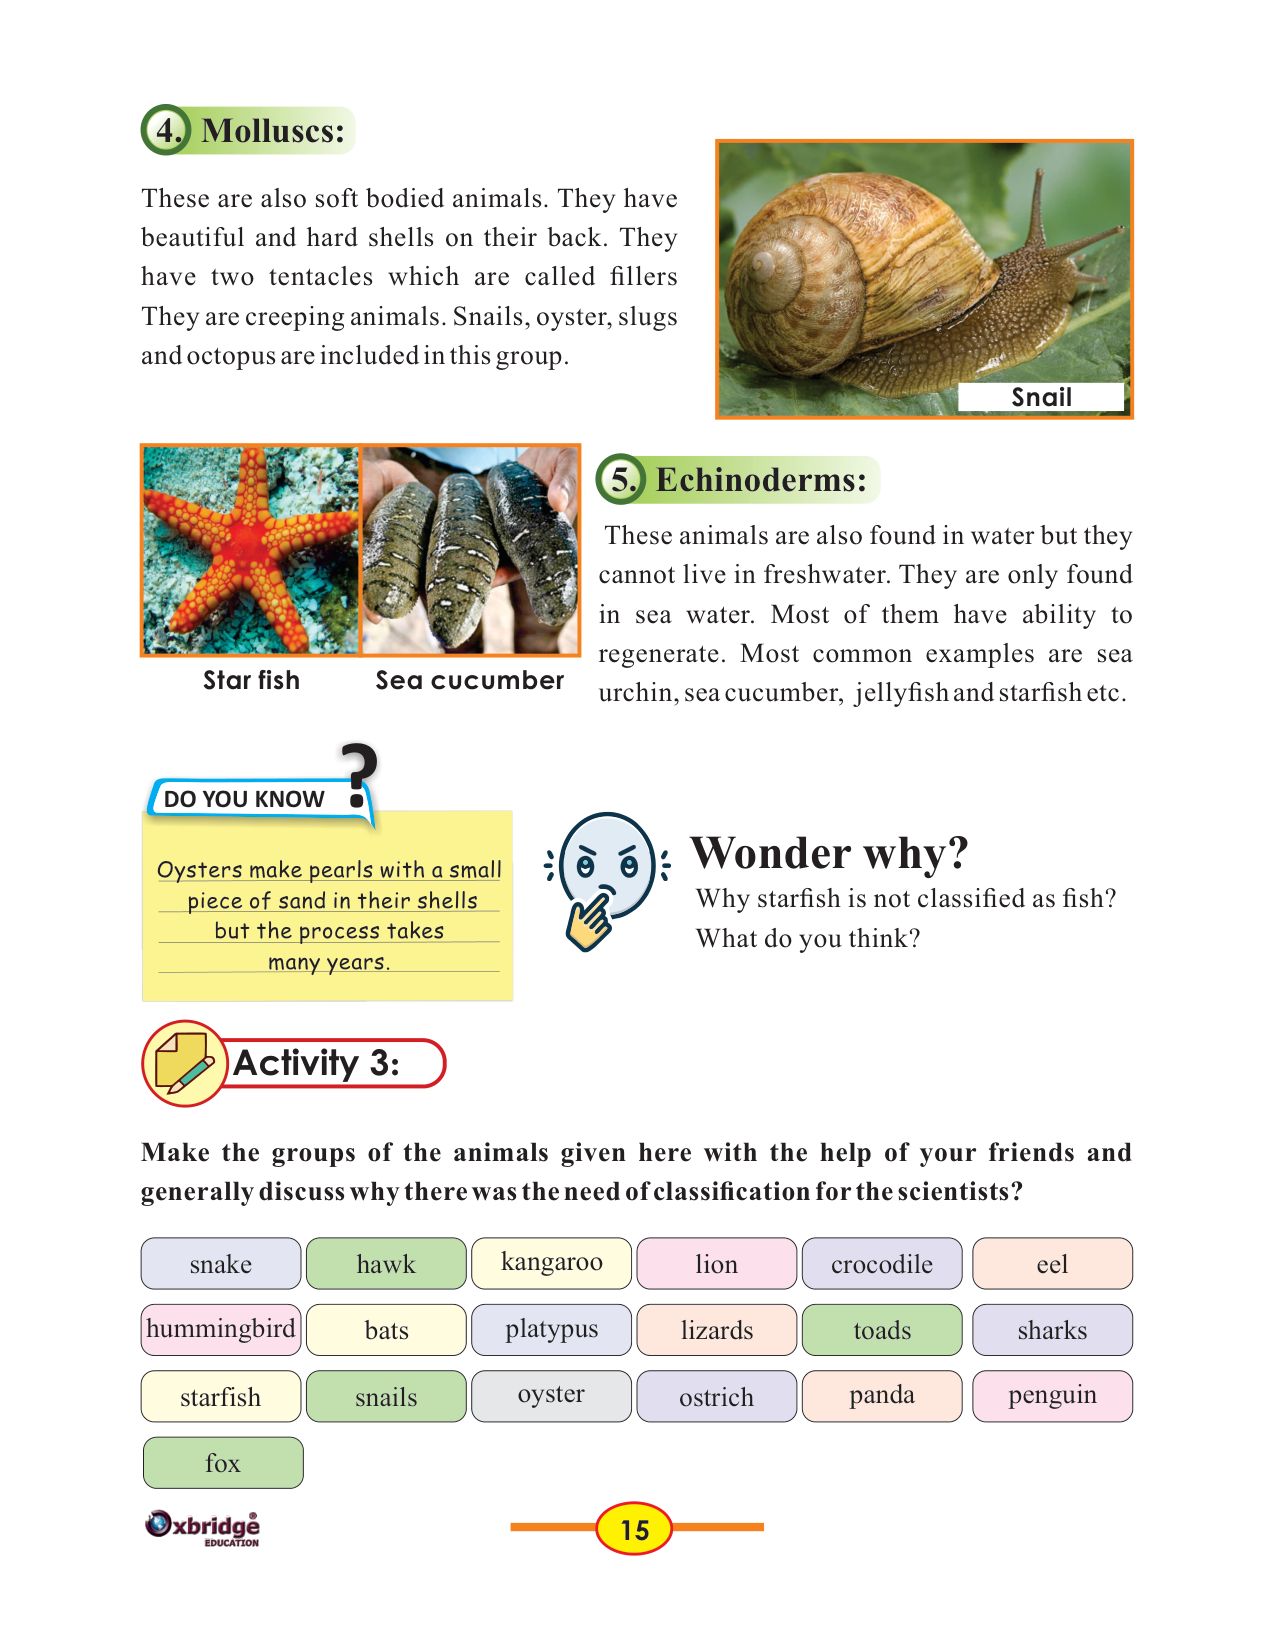 4. Molluscs:
These are also soft bodied animals. They have
beautiful and hard shells on their back. They
have two tentacles which are called fillers
They are creeping animals. Snails, oyster, slugs
and octopus are included in this group.
Snail
Star fish
Sea cucumber
5. Echinoderms:
These animals are also found in water but they
cannot live in freshwater. They are only found
in sea water. Most of them have ability to
regenerate. Most common examples are sea
urchin, sea cucumber, jellyfish and starfish etc.
DO YOU KNOW ?
Oysters make pearls with a small
piece of sand in their shells
but the process takes
many years.
Wonder why?
Why starfish is not classified as fish?
What do you think?
Activity 3:
Make the groups of the animals given here with the help of your friends and
generally discuss why there was the need of classification for the scientists?
snake hawk kangaroo lion crocodile eel
hummingbird bats platypus lizards toads sharks
starfish snails oyster ostrich panda penguin
fox
Oxbridge®
EDUCATION
15